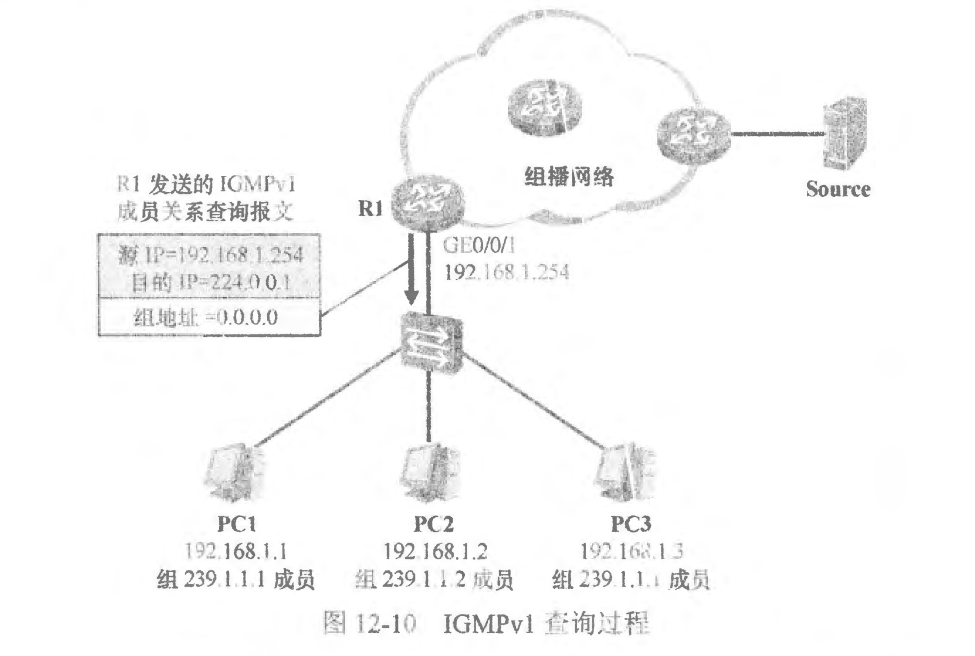 组播网络
Source
R1 发送的 IGMPv1
成员关系查询报文
R1
源 IP=192.168.1.254
目的 IP=224.0.0.1
组地址 =0.0.0.0
GE0/0/1
192.168.1.254
PC1
192.168.1.1
组 239.1.1.1 成员
PC2
192.168.1.2
组 239.1.1.2 成员
PC3
192.168.1.3
组 239.1.1.1 成员
图 12-10 IGMPv1 查询过程